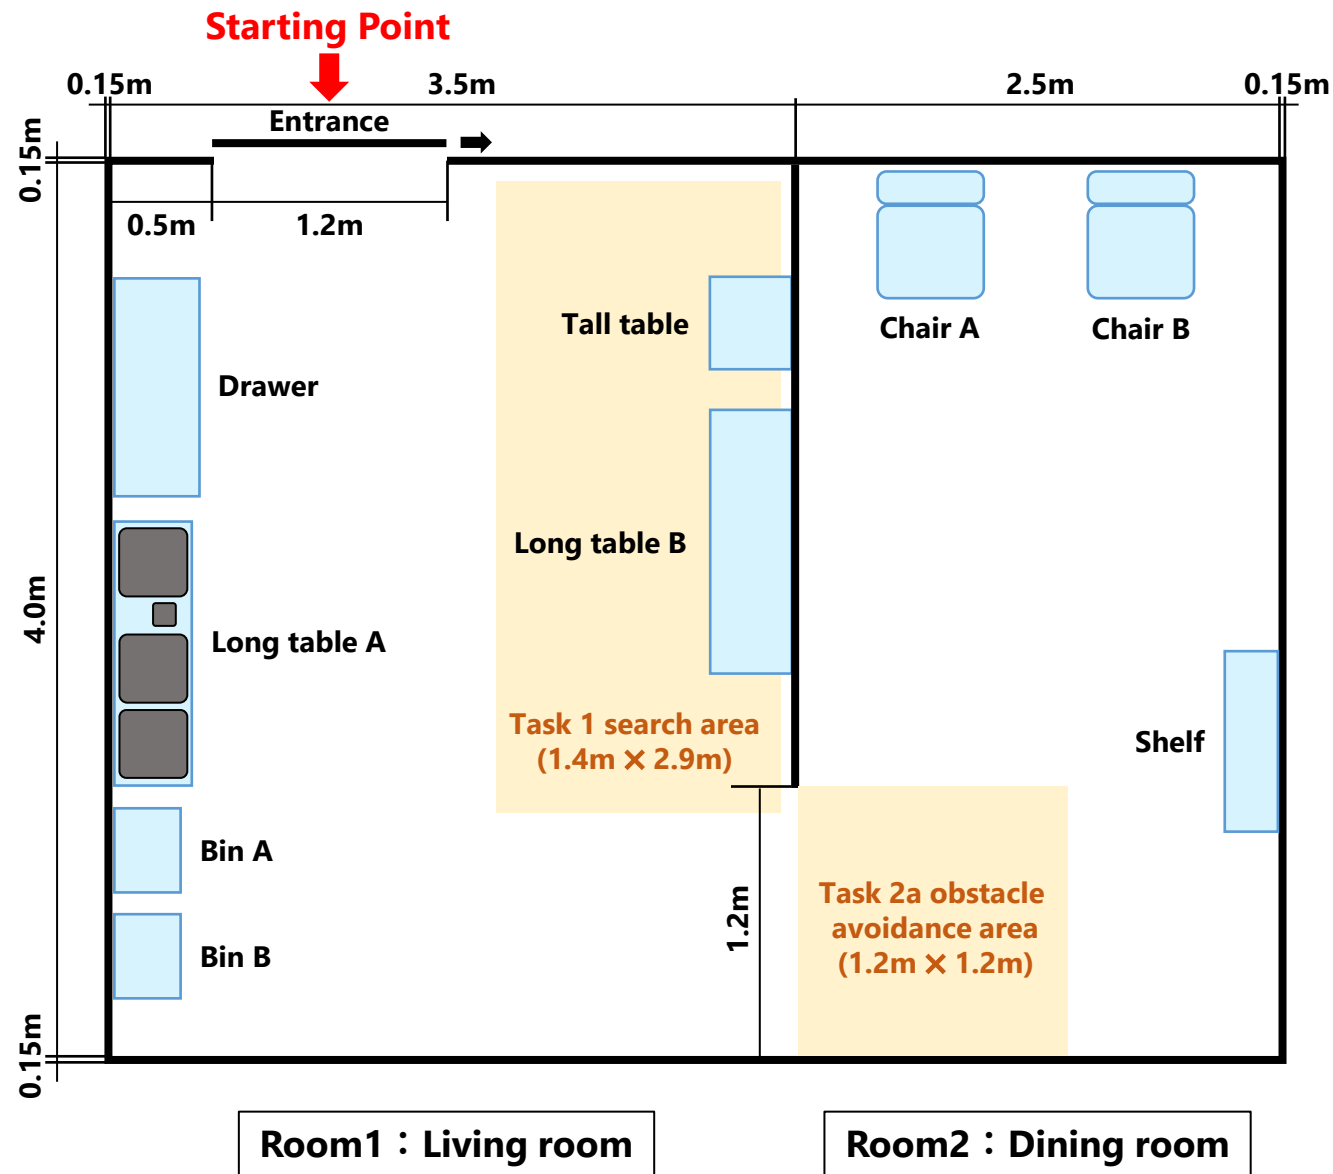 Starting Point
0.15m
3.5m
2.5m
0.15m
Entrance
0.15m
0.5m
1.2m
Tall table
Chair A
Chair B
Drawer
Long table B
4.0m
Long table A
Task 1 search area
(1.4m × 2.9m)
Shelf
Bin A
1.2m
Task 2a obstacle
avoidance area
(1.2m × 1.2m)
Bin B
0.15m
Room1：Living room
Room2：Dining room